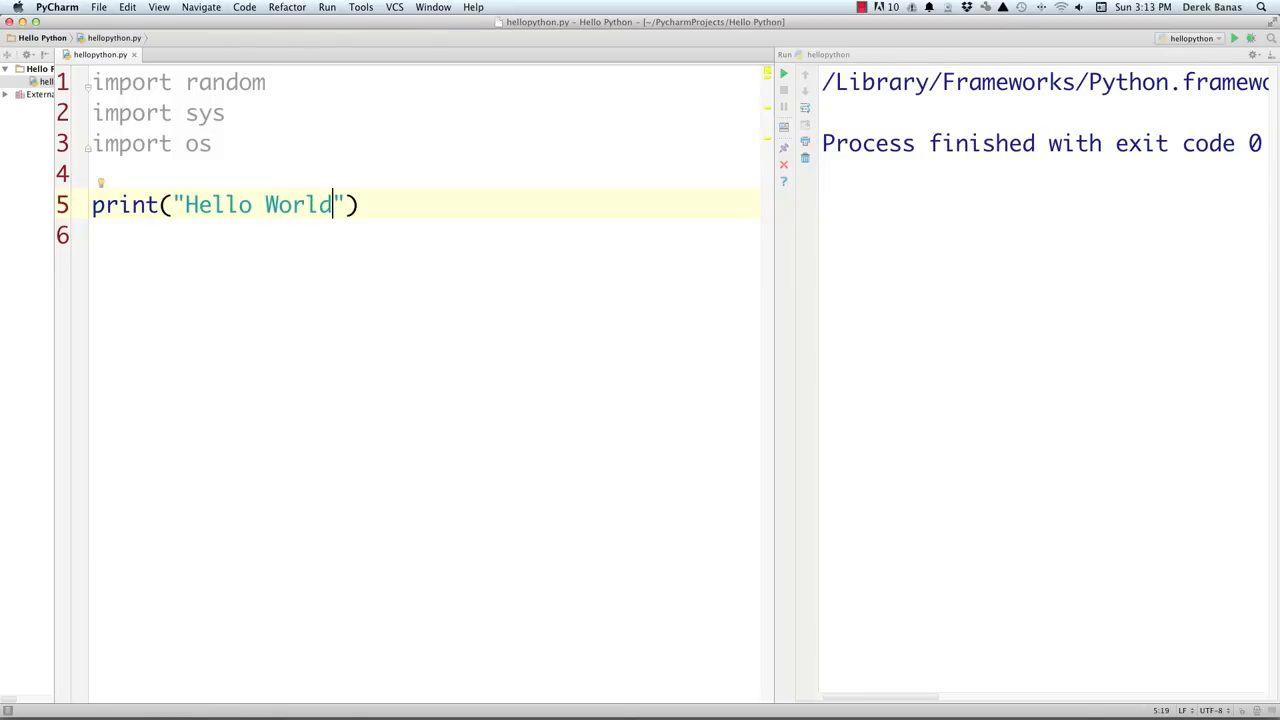 PyCharm File Edit View Navigate Code Refactor Run Tools VCS Window Help 10 Sun 3:13 PM Derek Banas
hellopython.py – Hello Python – [~/PycharmProjects/Hello Python]
Hello Python hellopython.py hellopython
hellopython.py Run hellopython
Hello P
hell
Extern
1 import random
2 import sys
3 import os
4
5 print("Hello World")
6
/Library/Frameworks/Python.framewo
Process finished with exit code 0
5:19 LF UTF-8